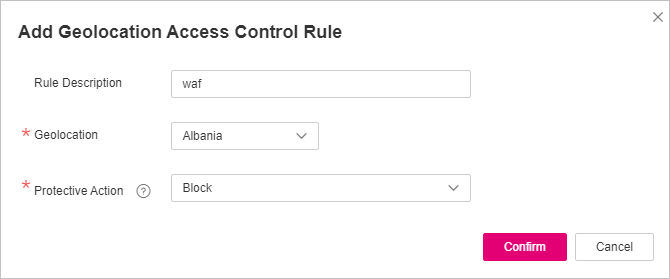 Add Geolocation Access Control Rule
Rule Description
waf
* Geolocation
Albania
* Protective Action ?
Block
Confirm
Cancel